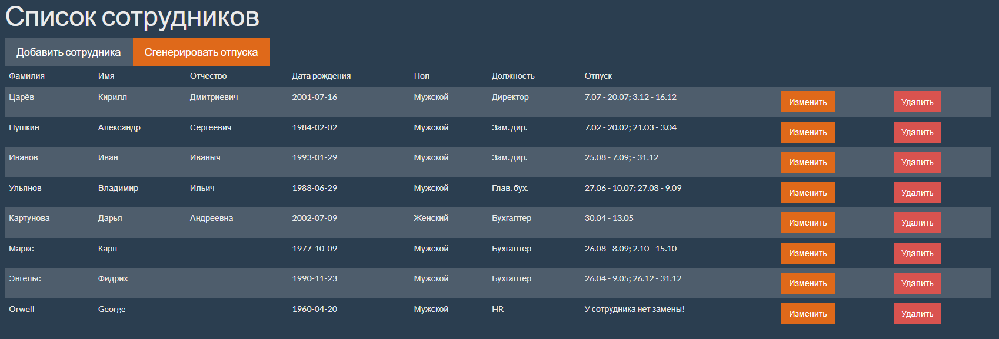 Список сотрудников
Добавить сотрудника Сгенерировать отпуска
Фамилия Имя Отчество Дата рождения Пол Должность Отпуск
Царёв Кирилл Дмитриевич 2001-07-16 Мужской Директор 7.07 - 20.07; 3.12 - 16.12 Изменить Удалить
Пушкин Александр Сергеевич 1984-02-02 Мужской Зам. дир. 7.02 - 20.02; 21.03 - 3.04 Изменить Удалить
Иванов Иван Иваныч 1993-01-29 Мужской Зам. дир. 25.08 - 7.09; - 31.12 Изменить Удалить
Ульянов Владимир Ильич 1988-06-29 Мужской Глав. бух. 27.06 - 10.07; 27.08 - 9.09 Изменить Удалить
Картунова Дарья Андреевна 2002-07-09 Женский Бухгалтер 30.04 - 13.05 Изменить Удалить
Маркс Карл 1977-10-09 Мужской Бухгалтер 26.08 - 8.09; 2.10 - 15.10 Изменить Удалить
Энгельс Фидрих 1990-11-23 Мужской Бухгалтер 26.04 - 9.05; 26.12 - 31.12 Изменить Удалить
Orwell George 1960-04-20 Мужской HR У сотрудника нет замены! Изменить Удалить